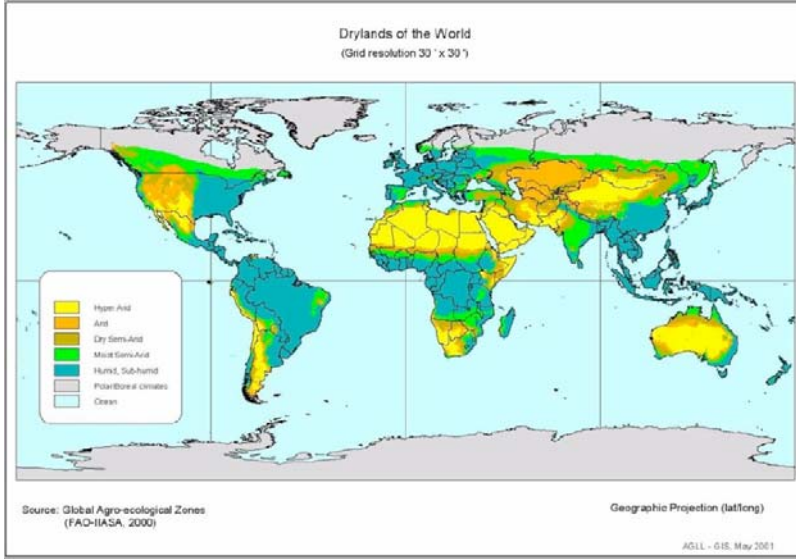 Drylands of the World
(Grid resolution 30 ' x 30 ')
Hyper Arid
Arid
Dry Semi-Arid
Moist Semi-Arid
Humid, Sub-humid
Polar/Boreal climates
Ocean
Source: Global Agro-ecological Zones
(FAO-IIASA, 2000)
Geographic Projection (lat/long)
AGLL - GIS, May 2001